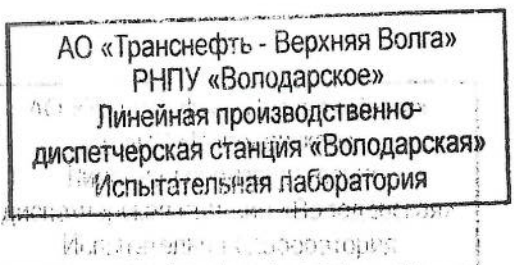 АО «Транснефть - Верхняя Волга»
РНПУ «Володарское»
Линейная производственно-
диспетчерская станция «Володарская»
Испытательная лаборатория